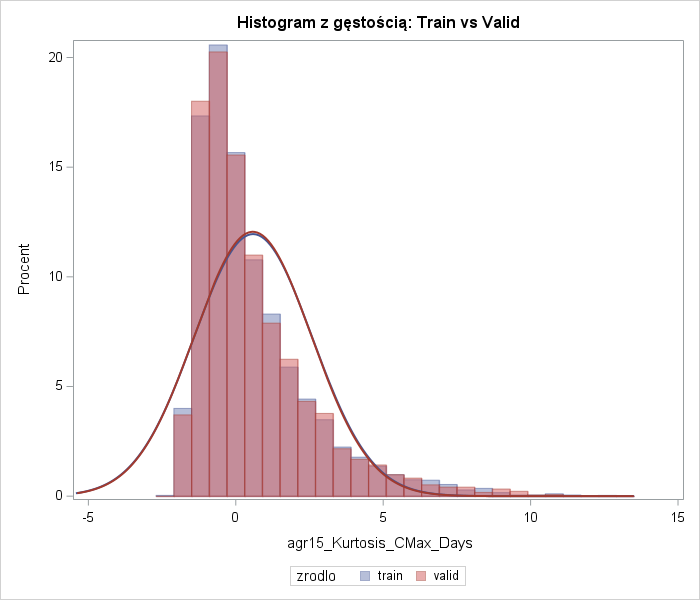 Histogram z gęstością: Train vs Valid
20
15
10
5
0
Procent
-5
0
5
10
15
agr15_Kurtosis_CMax_Days
zrodlo train valid